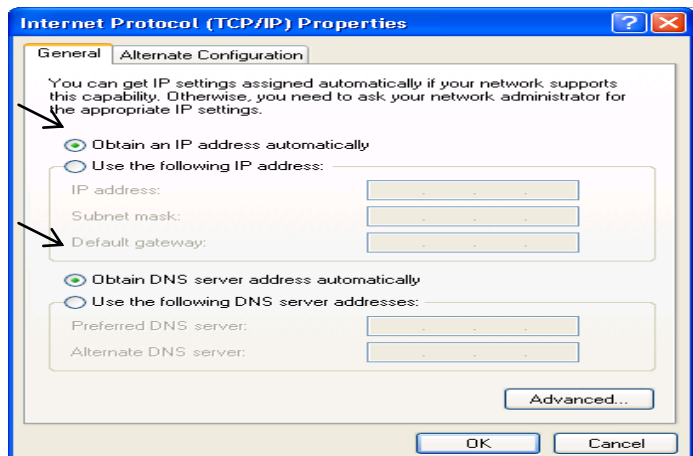 Internet Protocol (TCP/IP) Properties
General
Alternate Configuration
You can get IP settings assigned automatically if your network supports
this capability. Otherwise, you need to ask your network administrator for
the appropriate IP settings.
Obtain an IP address automatically
Use the following IP address:
IP address:
Subnet mask:
Default gateway:
Obtain DNS server address automatically
Use the following DNS server addresses:
Preferred DNS server:
Alternate DNS server:
Advanced...
OK
Cancel